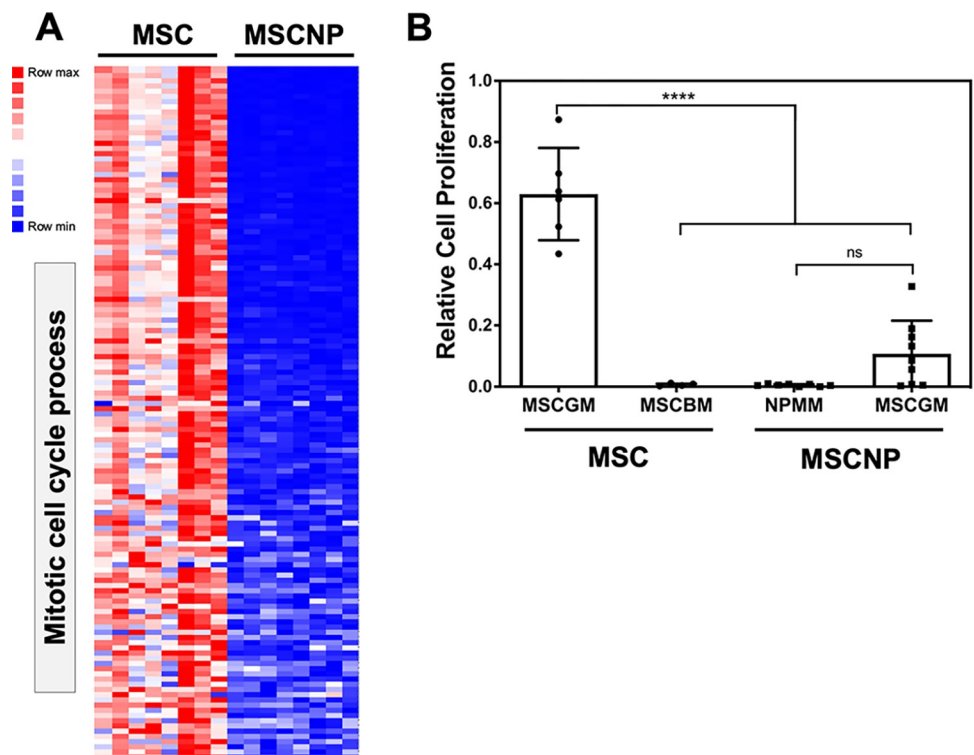 A
MSC
MSCNP
Row max
Row min
Mitotic cell cycle process
B
Relative Cell Proliferation
1.0
0.8
0.6
0.4
0.2
0.0
****
ns
MSCGM
MSCBM
NPMM
MSCGM
MSC
MSCNP